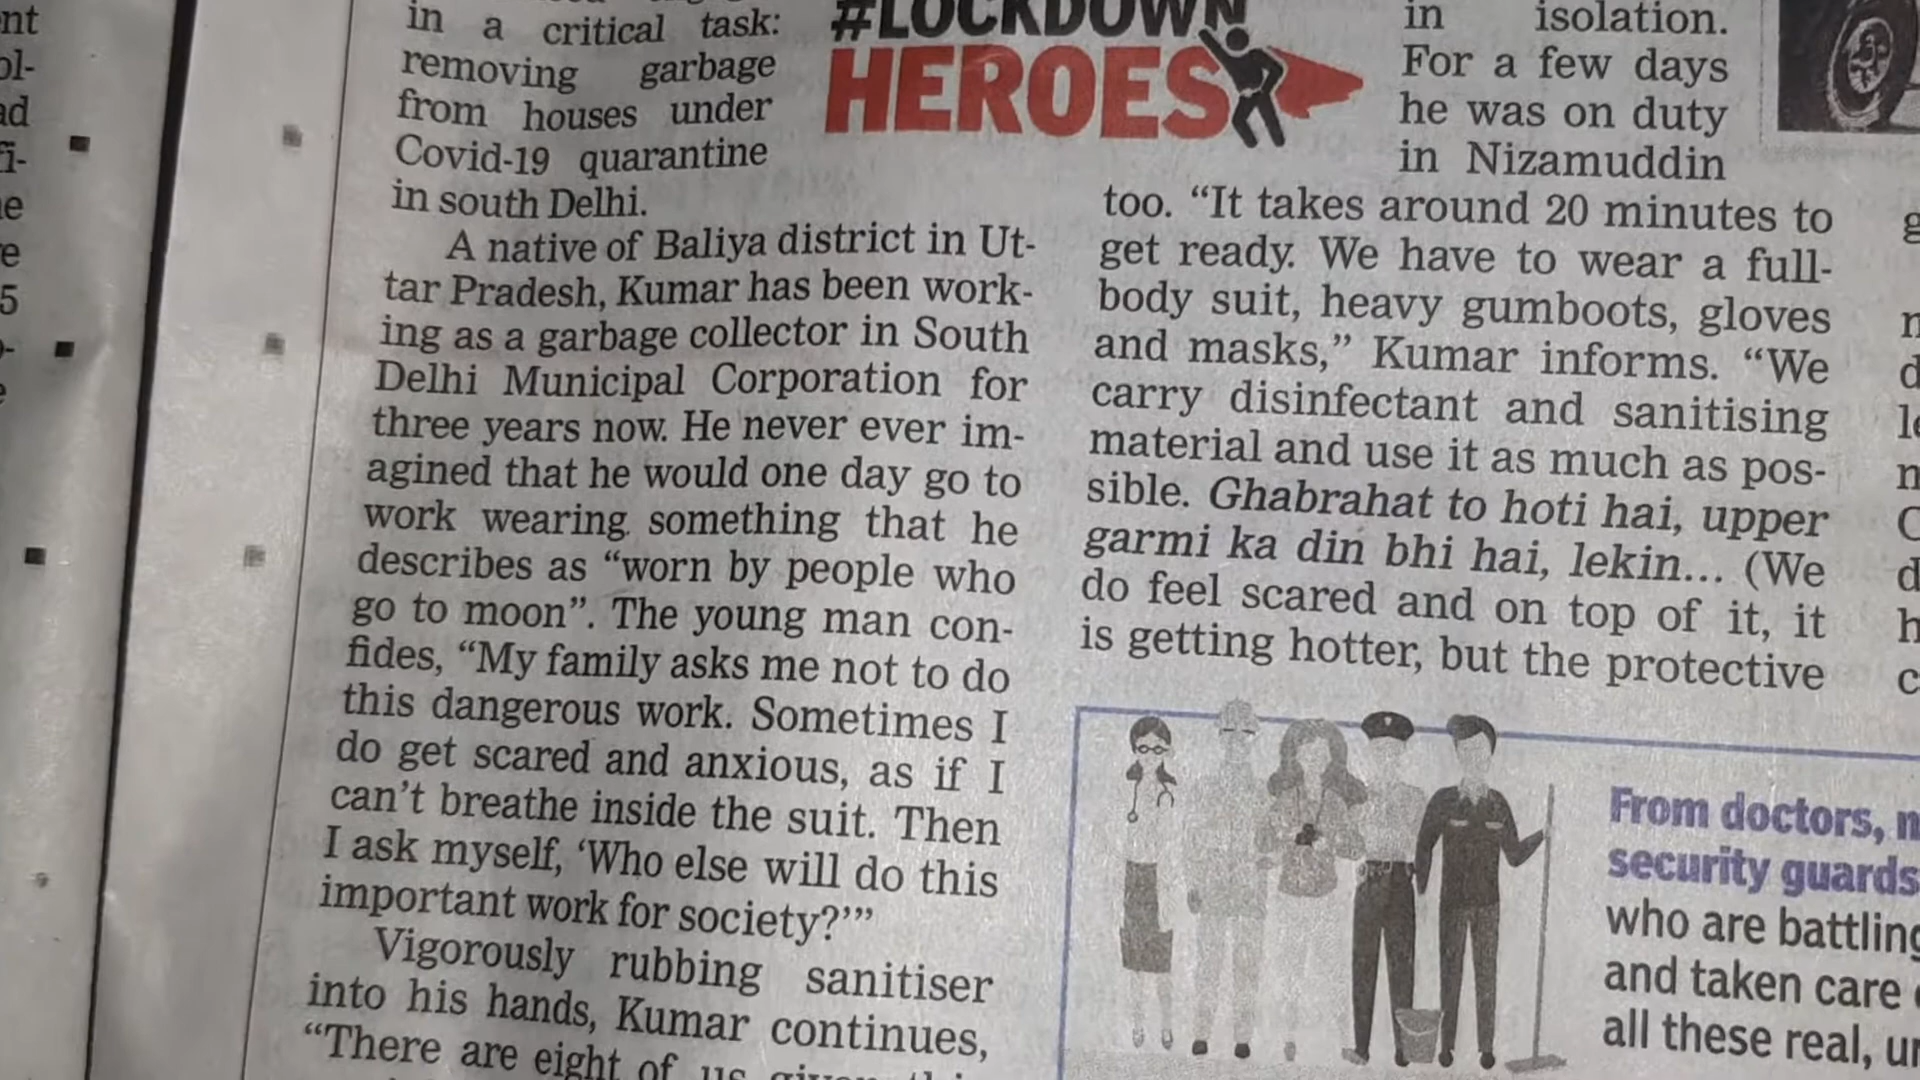 in a critical task:
removing garbage
from houses under
Covid-19 quarantine
in south Delhi.
A native of Baliya district in Ut-
tar Pradesh, Kumar has been work-
ing as a garbage collector in South
Delhi Municipal Corporation for
three years now. He never ever im-
agined that he would one day go to
work wearing something that he
describes as “worn by people who
go to moon”. The young man con-
fides, “My family asks me not to do
this dangerous work. Sometimes I
do get scared and anxious, as if I
can’t breathe inside the suit. Then
I ask myself, ‘Who else will do this
important work for society?’”
Vigorously rubbing sanitiser
into his hands, Kumar continues,
“There are eight of us given
#LOCKDOWN
HEROES
in isolation.
For a few days
he was on duty
in Nizamuddin
too. “It takes around 20 minutes to
get ready. We have to wear a full-
body suit, heavy gumboots, gloves
and masks,” Kumar informs. “We
carry disinfectant and sanitising
material and use it as much as pos-
sible. Ghabrahat to hoti hai, upper
garmi ka din bhi hai, lekin... (We
do feel scared and on top of it, it
is getting hotter, but the protective
From doctors,
security guards
who are battling
and taken care
all these real,